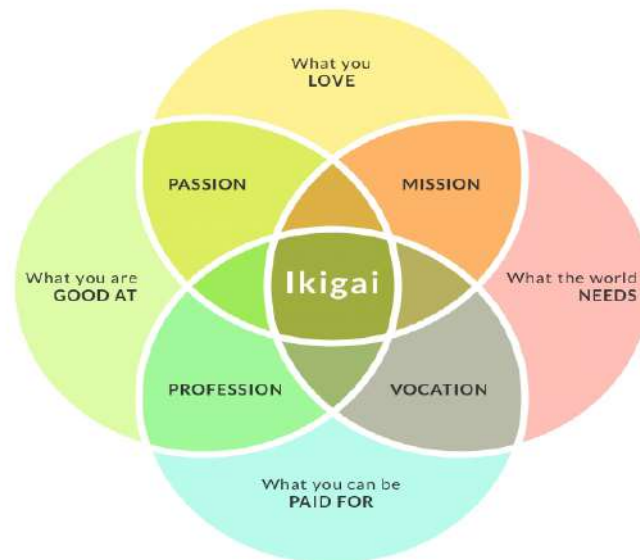 What you
LOVE
PASSION
MISSION
What you are
GOOD AT
Ikigai
What the world
NEEDS
PROFESSION
VOCATION
What you can be
PAID FOR